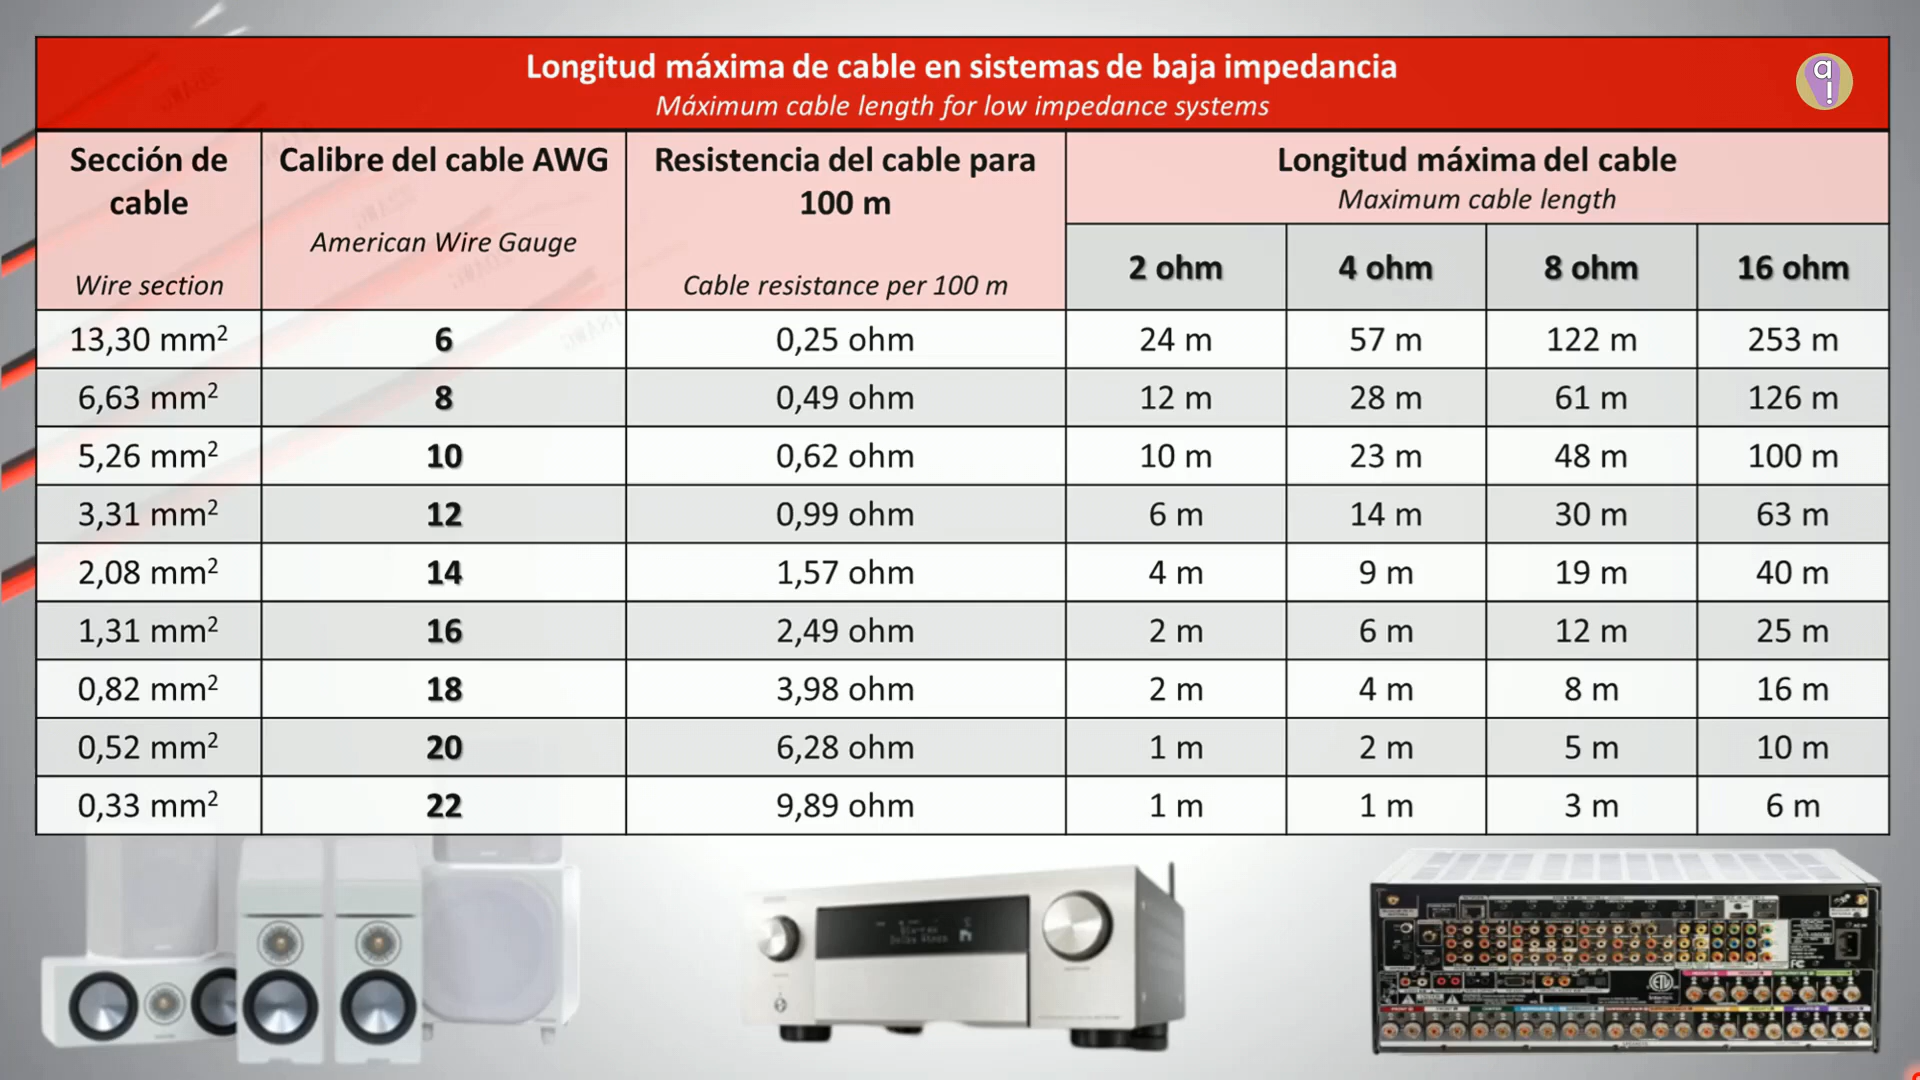 Longitud máxima de cable en sistemas de baja impedancia
Máximum cable length for low impedance systems
q!
Sección de cable
Wire section
Calibre del cable AWG
American Wire Gauge
Resistencia del cable para 100 m
Cable resistance per 100 m
Longitud máxima del cable
Maximum cable length
2 ohm 4 ohm 8 ohm 16 ohm
13,30 mm² 6 0,25 ohm 24 m 57 m 122 m 253 m
6,63 mm² 8 0,49 ohm 12 m 28 m 61 m 126 m
5,26 mm² 10 0,62 ohm 10 m 23 m 48 m 100 m
3,31 mm² 12 0,99 ohm 6 m 14 m 30 m 63 m
2,08 mm² 14 1,57 ohm 4 m 9 m 19 m 40 m
1,31 mm² 16 2,49 ohm 2 m 6 m 12 m 25 m
0,82 mm² 18 3,98 ohm 2 m 4 m 8 m 16 m
0,52 mm² 20 6,28 ohm 1 m 2 m 5 m 10 m
0,33 mm² 22 9,89 ohm 1 m 1 m 3 m 6 m